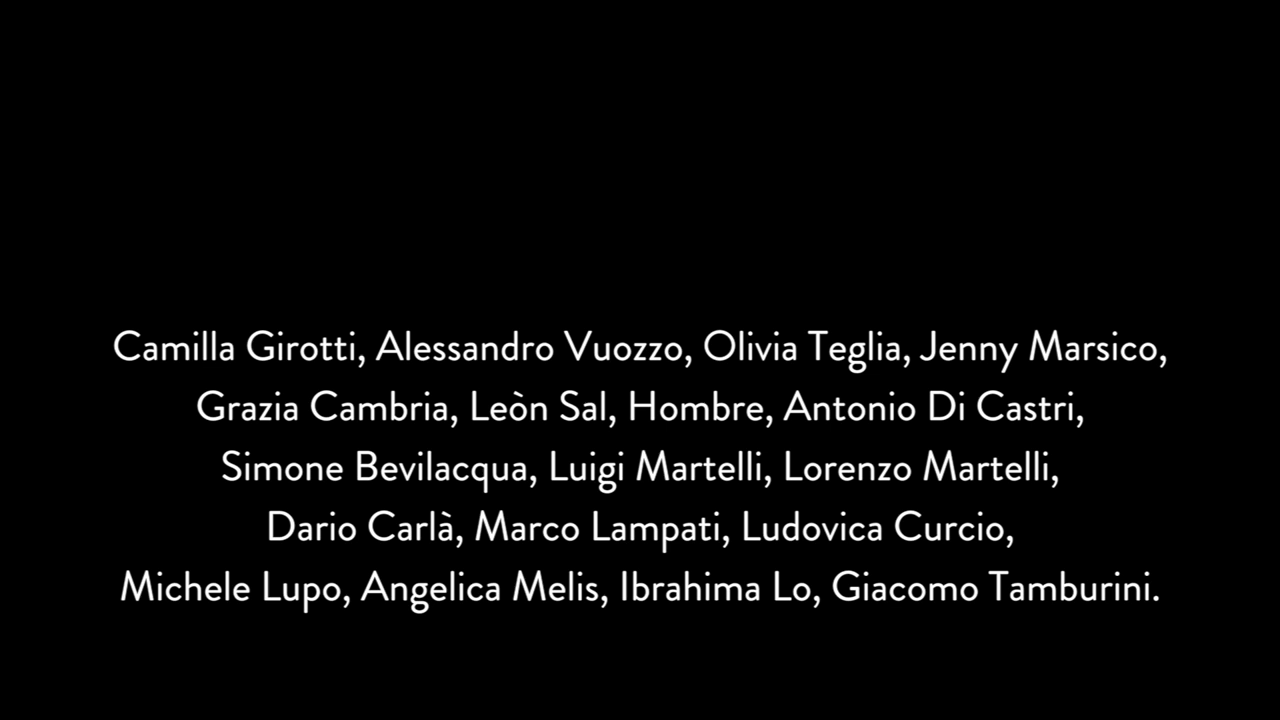 Camilla Girotti, Alessandro Vuozzo, Olivia Teglia, Jenny Marsico,
Grazia Cambria, Leòn Sal, Hombre, Antonio Di Castri,
Simone Bevilacqua, Luigi Martelli, Lorenzo Martelli,
Dario Carlà, Marco Lampati, Ludovica Curcio,
Michele Lupo, Angelica Melis, Ibrahima Lo, Giacomo Tamburini.